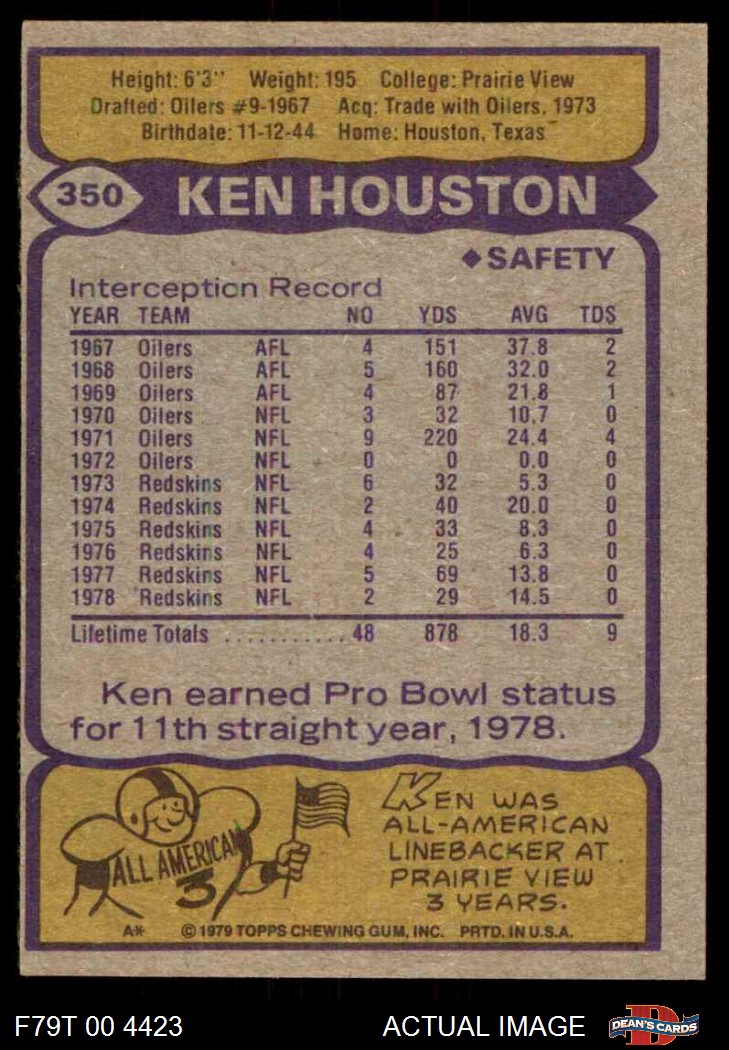 Height: 6'3'' Weight: 195 College: Prairie View
Drafted: Oilers #9-1967 Acq: Trade with Oilers, 1973
Birthdate: 11-12-44 Home: Houston, Texas
350 KEN HOUSTON
◆SAFETY
Interception Record
YEAR TEAM NO YDS AVG TDS
1967 Oilers AFL 4 151 37.8 2
1968 Oilers AFL 5 160 32.0 2
1969 Oilers AFL 4 87 21.8 1
1970 Oilers NFL 3 32 10.7 0
1971 Oilers NFL 9 220 24.4 4
1972 Oilers NFL 0 0 0.0 0
1973 Redskins NFL 6 32 5.3 0
1974 Redskins NFL 2 40 20.0 0
1975 Redskins NFL 4 33 8.3 0
1976 Redskins NFL 4 25 6.3 0
1977 Redskins NFL 5 69 13.8 0
1978 Redskins NFL 2 29 14.5 0
Lifetime Totals ........... 48 878 18.3 9
Ken earned Pro Bowl status
for 11th straight year, 1978.
ALL AMERICAN
3
KEN WAS
ALL-AMERICAN
LINEBACKER AT
PRAIRIE VIEW
3 YEARS.
A* © 1979 TOPPS CHEWING GUM, INC. PRTD. IN U.S.A.
F79T 00 4423 ACTUAL IMAGE D DEAN'S CARDS